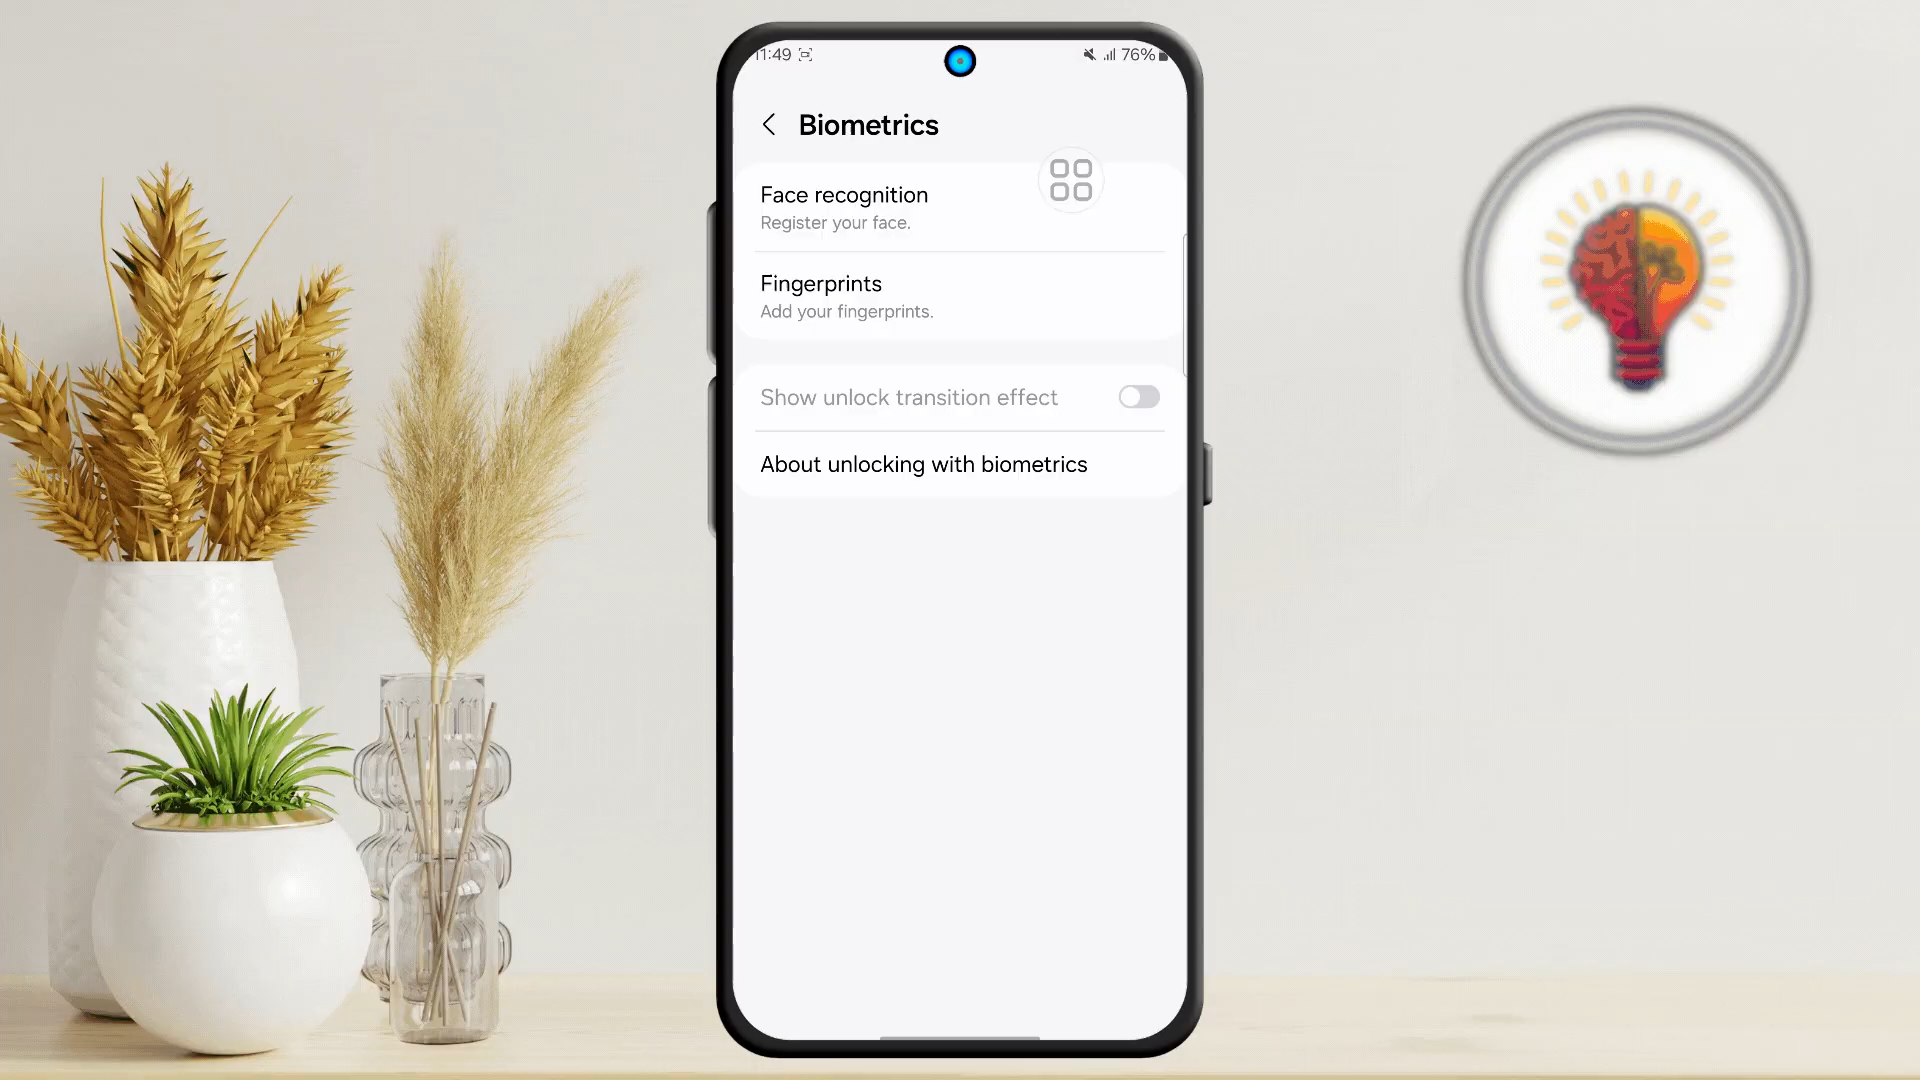 11:49 76%
Biometrics
Face recognition
Register your face.
Fingerprints
Add your fingerprints.
Show unlock transition effect
About unlocking with biometrics